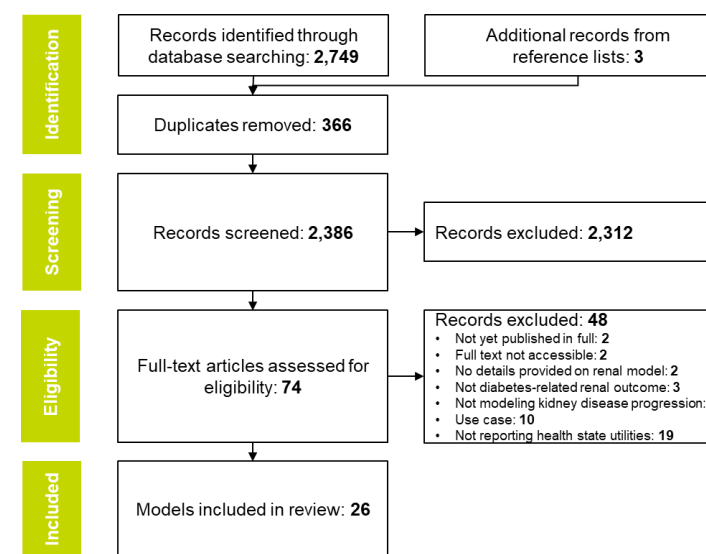 Identification
Records identified through
database searching: 2,749
Additional records from
reference lists: 3
Duplicates removed: 366
Screening
Records screened: 2,386
Records excluded: 2,312
Eligibility
Full-text articles assessed for
eligibility: 74
Records excluded: 48
• Not yet published in full: 2
• Full text not accessible: 2
• No details provided on renal model: 2
• Not diabetes-related renal outcome: 3
• Not modeling kidney disease progression:
• Use case: 10
• Not reporting health state utilities: 19
Included
Models included in review: 26